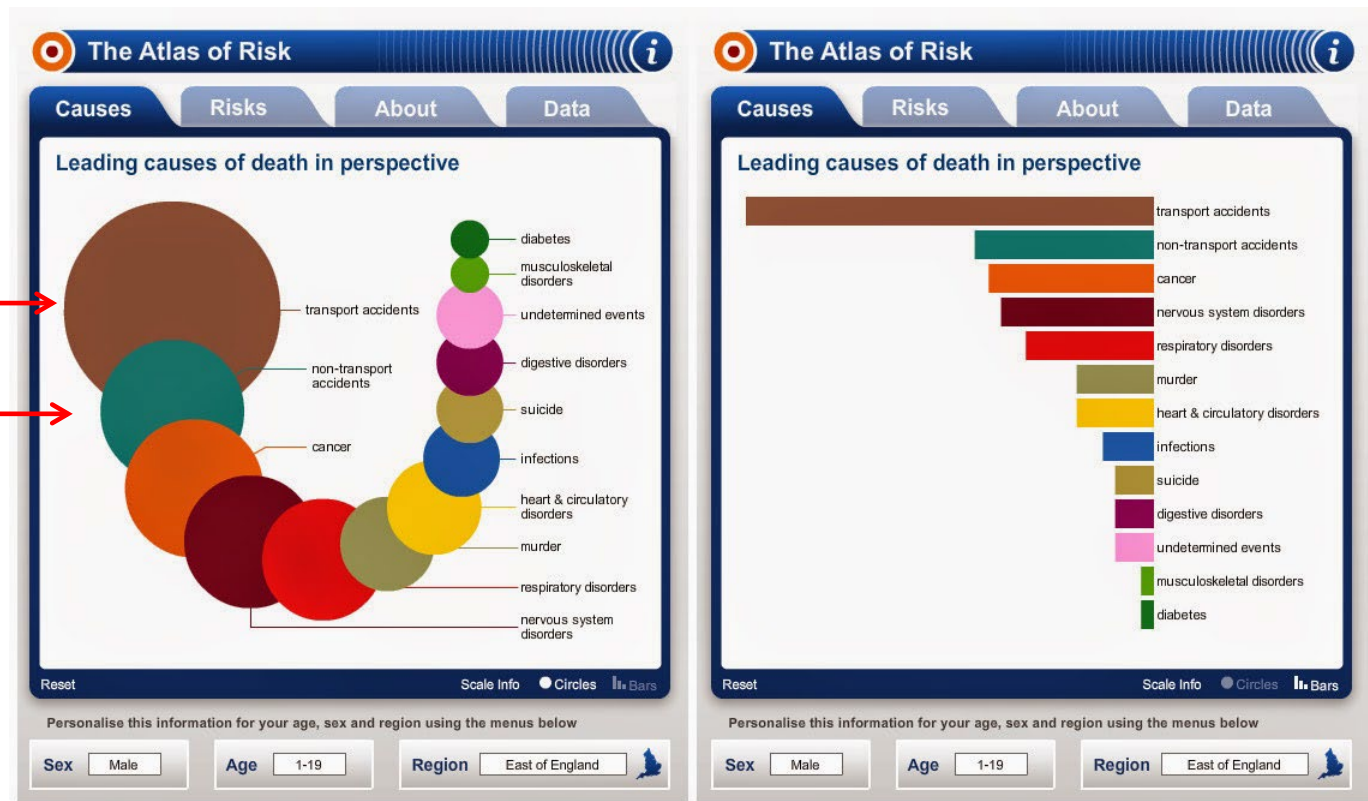 The Atlas of Risk
i
Causes
Risks
About
Data
Leading causes of death in perspective
diabetes
musculoskeletal
disorders
transport accidents
undetermined events
non-transport
accidents
digestive disorders
suicide
cancer
infections
heart & circulatory
disorders
murder
respiratory disorders
nervous system
disorders
Reset
Scale Info
Circles
Bars
Personalise this information for your age, sex and region using the menus below
Sex
Male
Age
1-19
Region
East of England
The Atlas of Risk
i
Causes
Risks
About
Data
Leading causes of death in perspective
transport accidents
non-transport accidents
cancer
nervous system disorders
respiratory disorders
murder
heart & circulatory disorders
infections
suicide
digestive disorders
undetermined events
musculoskeletal disorders
diabetes
Reset
Scale Info
Circles
Bars
Personalise this information for your age, sex and region using the menus below
Sex
Male
Age
1-19
Region
East of England